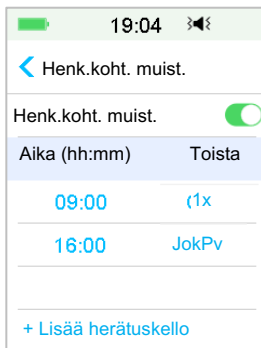 19:04
Henk.koht. muist.
Henk.koht. muist.
Aika (hh:mm) Toista
09:00 (1x
16:00 JokPv
+ Lisää herätuskello